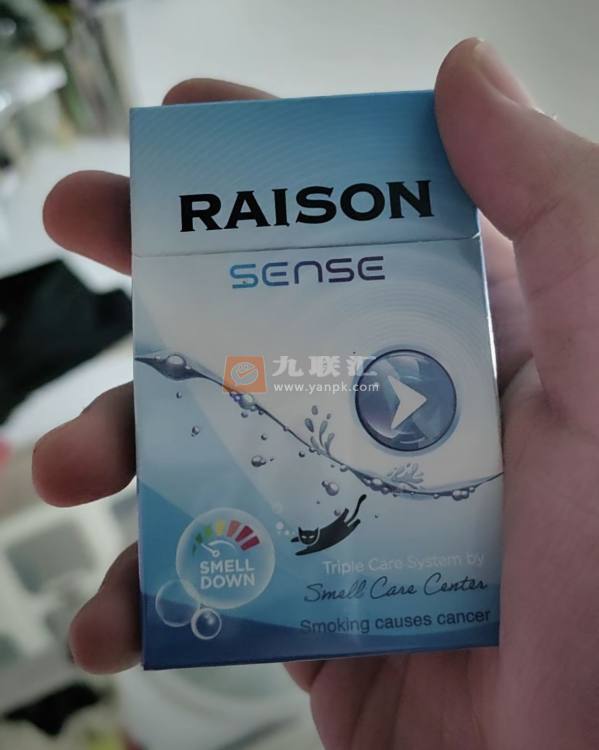 RAISON
SENSE
九联汇
www.yanpk.com
SMELL
DOWN
Triple Care System by
Smell Care Center
Smoking causes cancer